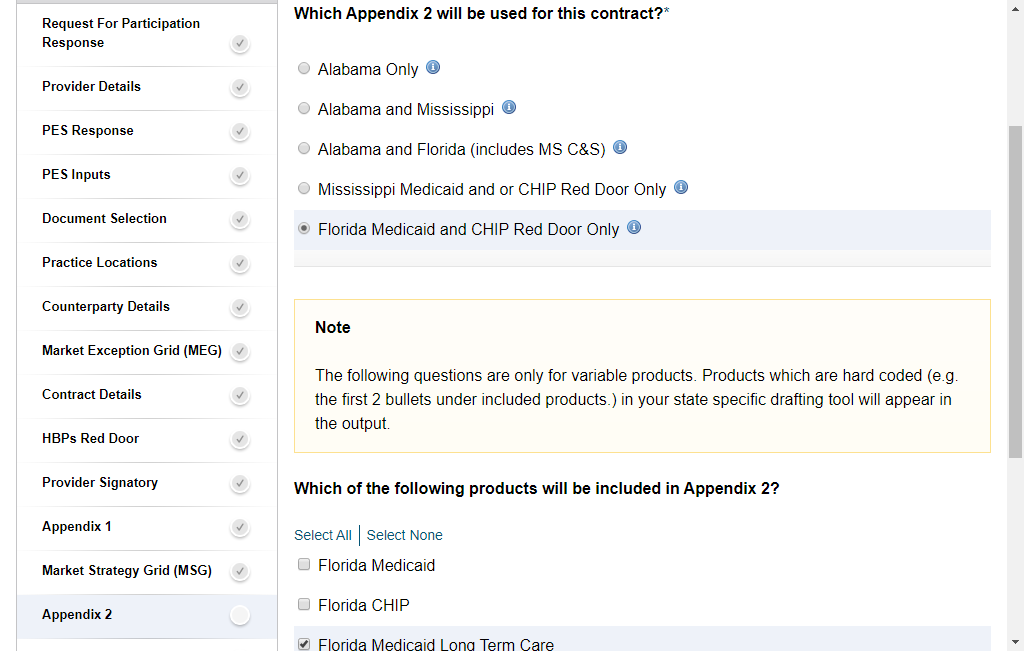 Request For Participation
Response
Provider Details
PES Response
PES Inputs
Document Selection
Practice Locations
Counterparty Details
Market Exception Grid (MEG)
Contract Details
HBPs Red Door
Provider Signatory
Appendix 1
Market Strategy Grid (MSG)
Appendix 2
Which Appendix 2 will be used for this contract?*
Alabama Only
Alabama and Mississippi
Alabama and Florida (includes MS C&S)
Mississippi Medicaid and or CHIP Red Door Only
Florida Medicaid and CHIP Red Door Only
Note
The following questions are only for variable products. Products which are hard coded (e.g.
the first 2 bullets under included products.) in your state specific drafting tool will appear in
the output.
Which of the following products will be included in Appendix 2?
Select All | Select None
Florida Medicaid
Florida CHIP
Florida Medicaid Long Term Care